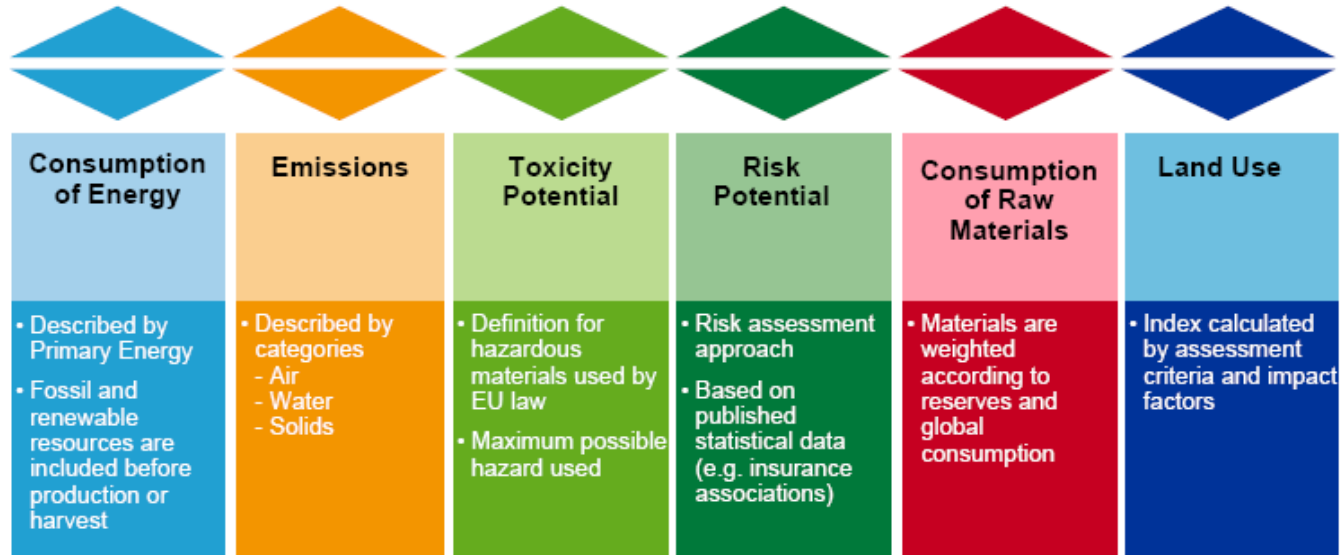 Consumption
of Energy
• Described by
Primary Energy
• Fossil and
renewable
resources are
included before
production or
harvest
Emissions
• Described by
categories
- Air
- Water
- Solids
Toxicity
Potential
• Definition for
hazardous
materials used by
EU law
• Maximum possible
hazard used
Risk
Potential
• Risk assessment
approach
• Based on
published
statistical data
(e.g. insurance
associations)
Consumption
of Raw
Materials
• Materials are
weighted
according to
reserves and
global
consumption
Land Use
• Index calculated
by assessment
criteria and impact
factors